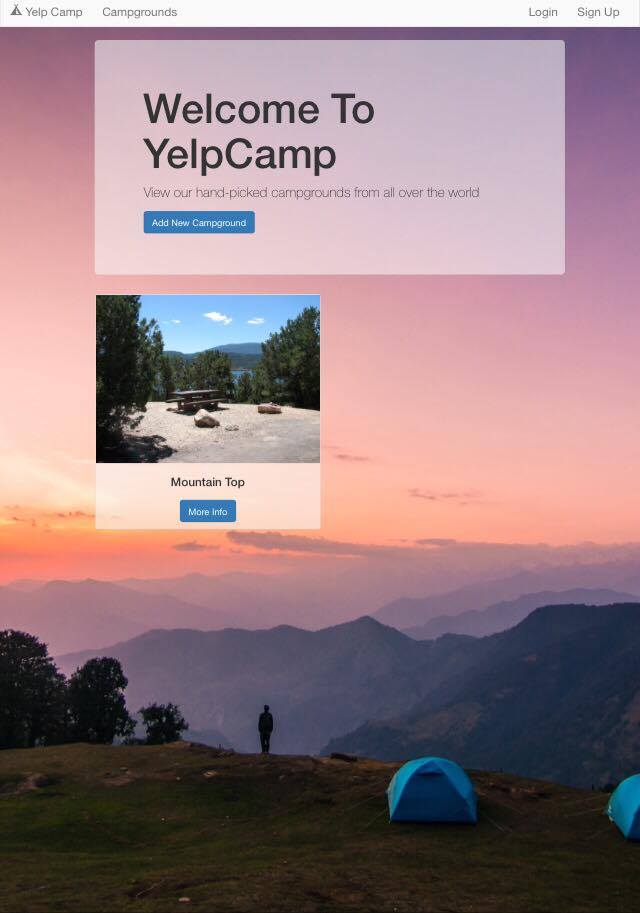 Yelp Camp Campgrounds Login Sign Up
Welcome To
YelpCamp
View our hand-picked campgrounds from all over the world
Add New Campground
Mountain Top
More Info